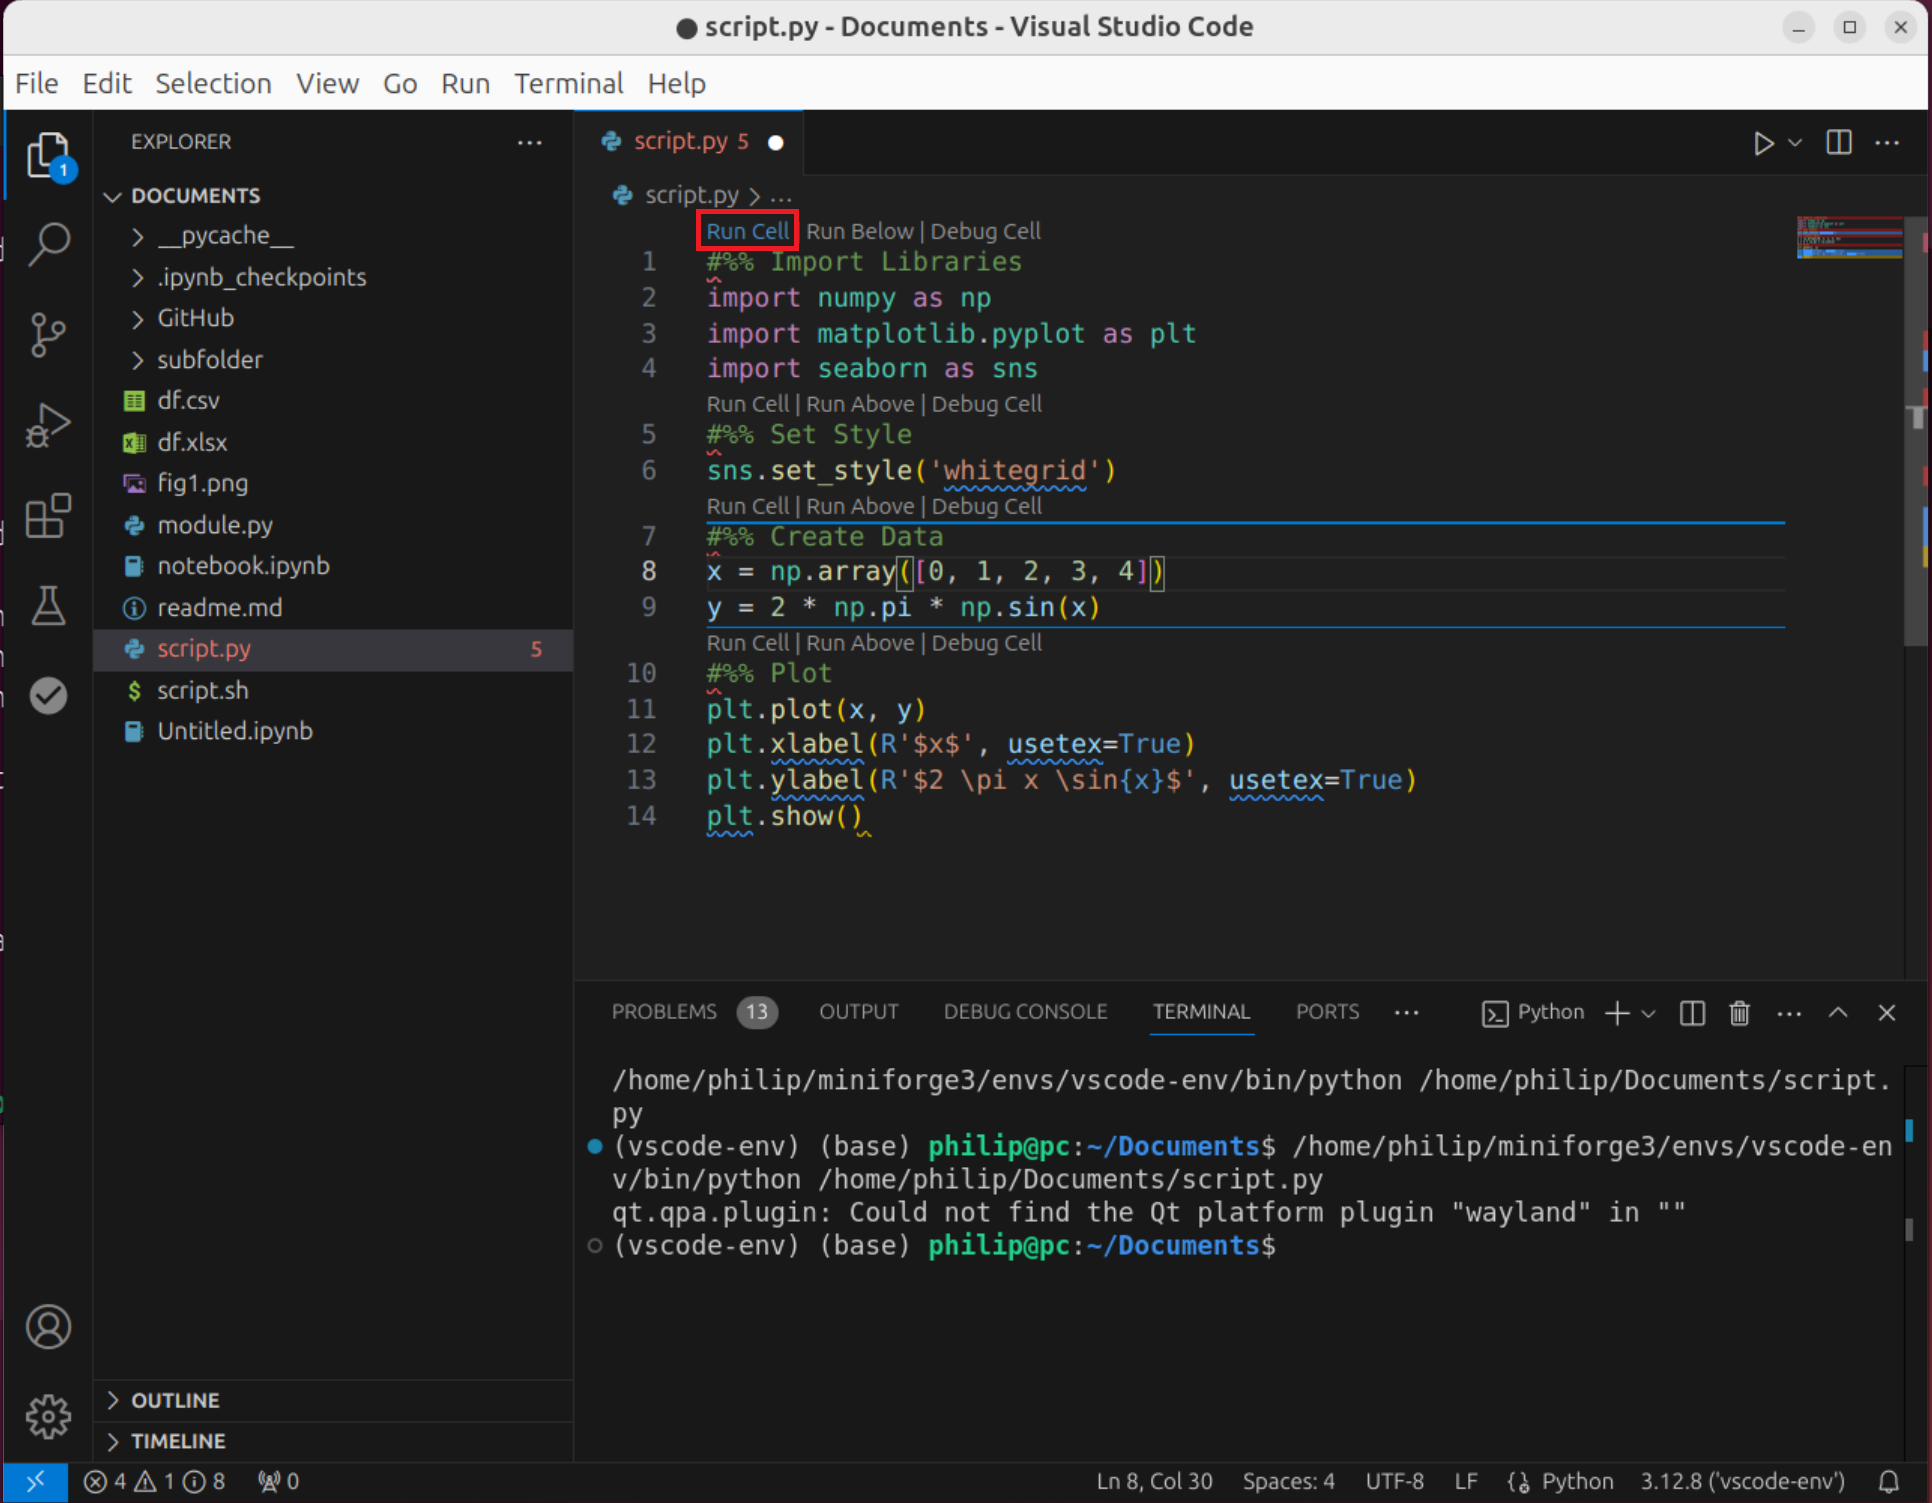 script.py - Documents - Visual Studio Code
File Edit Selection View Go Run Terminal Help
EXPLORER
1
DOCUMENTS
__pycache__
.ipynb_checkpoints
GitHub
subfolder
df.csv
df.xlsx
fig1.png
module.py
notebook.ipynb
readme.md
script.py 5
script.sh
Untitled.ipynb
OUTLINE
TIMELINE
script.py 5
script.py > ...
Run Cell Run Below | Debug Cell
1 #%% Import Libraries
2 import numpy as np
3 import matplotlib.pyplot as plt
4 import seaborn as sns
Run Cell | Run Above | Debug Cell
5 #%% Set Style
6 sns.set_style('whitegrid')
Run Cell | Run Above | Debug Cell
7 #%% Create Data
8 x = np.array([0, 1, 2, 3, 4])
9 y = 2 * np.pi * np.sin(x)
Run Cell | Run Above | Debug Cell
10 #%% Plot
11 plt.plot(x, y)
12 plt.xlabel(R'$x$', usetex=True)
13 plt.ylabel(R'$2 \pi x \sin{x}$', usetex=True)
14 plt.show()
PROBLEMS 13 OUTPUT DEBUG CONSOLE TERMINAL PORTS ... Python
/home/philip/miniforge3/envs/vscode-env/bin/python /home/philip/Documents/script.
py
(vscode-env) (base) philip@pc:~/Documents$ /home/philip/miniforge3/envs/vscode-en
v/bin/python /home/philip/Documents/script.py
qt.qpa.plugin: Could not find the Qt platform plugin "wayland" in ""
(vscode-env) (base) philip@pc:~/Documents$
4 1 8 0 Ln 8, Col 30 Spaces: 4 UTF-8 LF Python 3.12.8 ('vscode-env')